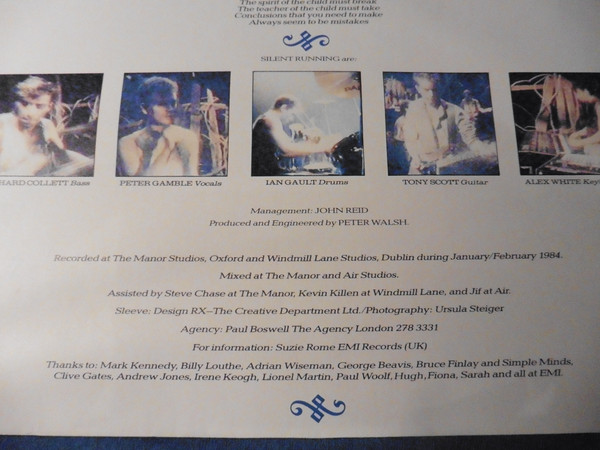 The spirit of the child must break
The teacher of the child must take
Conclusions that you need to make
Always seem to be mistakes
SILENT RUNNING are:
HARD COLLETT Bass
PETER GAMBLE Vocals
IAN GAULT Drums
TONY SCOTT Guitar
ALEX WHITE Key
Management: JOHN REID
Produced and Engineered by PETER WALSH.
Recorded at The Manor Studios, Oxford and Windmill Lane Studios, Dublin during January/February 1984.
Mixed at The Manor and Air Studios.
Assisted by Steve Chase at The Manor, Kevin Killen at Windmill Lane, and Jif at Air.
Sleeve: Design RX—The Creative Department Ltd./Photography: Ursula Steiger
Agency: Paul Boswell The Agency London 278 3331
For information: Suzie Rome EMI Records (UK)
Thanks to: Mark Kennedy, Billy Louthe, Adrian Wiseman, George Beavis, Bruce Finlay and Simple Minds,
Clive Gates, Andrew Jones, Irene Keogh, Lionel Martin, Paul Woolf, Hugh, Fiona, Sarah and all at EMI.